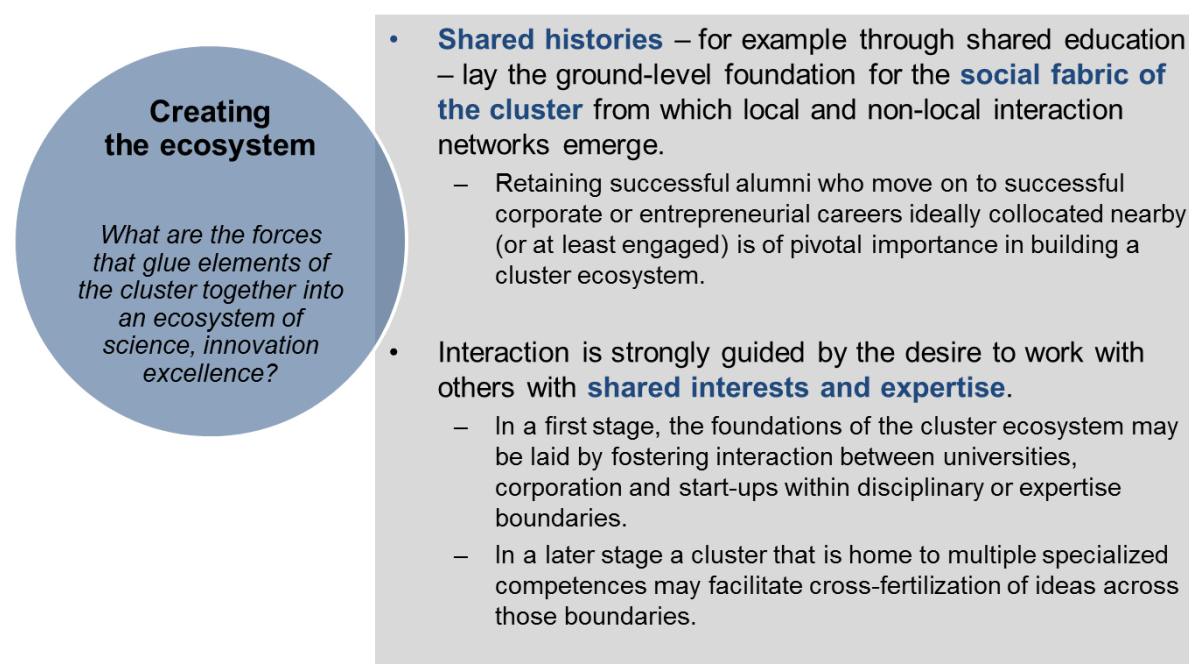 Creating
the ecosystem
What are the forces
that glue elements of
the cluster together into
an ecosystem of
science, innovation
excellence?
• Shared histories – for example through shared education
– lay the ground-level foundation for the social fabric of
the cluster from which local and non-local interaction
networks emerge.
– Retaining successful alumni who move on to successful
corporate or entrepreneurial careers ideally collocated nearby
(or at least engaged) is of pivotal importance in building a
cluster ecosystem.
• Interaction is strongly guided by the desire to work with
others with shared interests and expertise.
– In a first stage, the foundations of the cluster ecosystem may
be laid by fostering interaction between universities,
corporation and start-ups within disciplinary or expertise
boundaries.
– In a later stage a cluster that is home to multiple specialized
competences may facilitate cross-fertilization of ideas across
those boundaries.